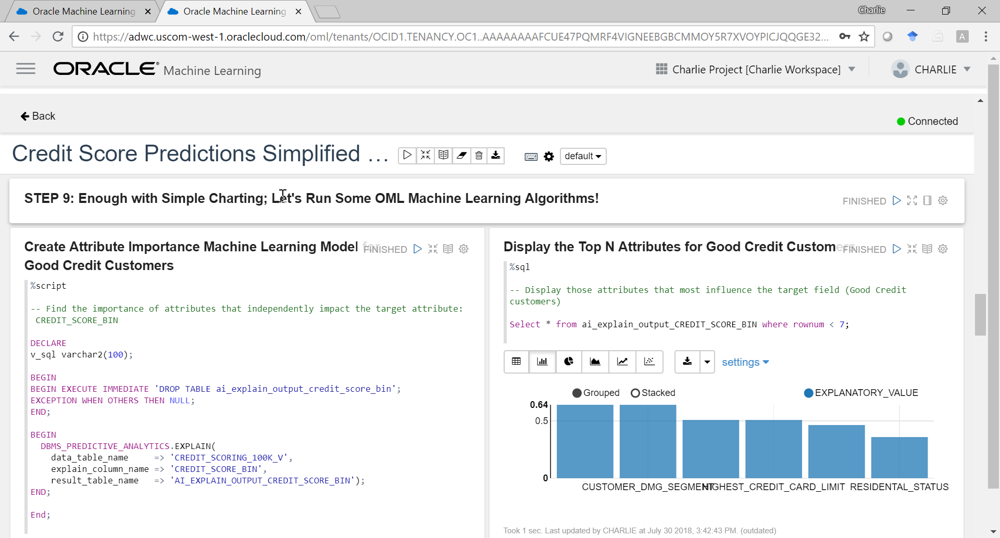 Oracle Machine Learning
Oracle Machine Learning
Charlie
https://adwc.uscom-west-1.oraclecloud.com/oml/tenants/OCID1.TENANCY.OC1..AAAAAAAAFCUE47PQMRF4VIGNEEBGBCMMOY5R7XVOYPICJQQGE32...
A
ORACLE® Machine Learning
Charlie Project [Charlie Workspace]
CHARLIE
Back
Connected
Credit Score Predictions Simplified ...
default
STEP 9: Enough with Simple Charting; Let's Run Some OML Machine Learning Algorithms!
FINISHED
Create Attribute Importance Machine Learning Model for
Good Credit Customers
FINISHED
%script
-- Find the importance of attributes that independently impact the target attribute:
CREDIT_SCORE_BIN
DECLARE
v_sql varchar2(100);
BEGIN
BEGIN EXECUTE IMMEDIATE 'DROP TABLE ai_explain_output_credit_score_bin';
EXCEPTION WHEN OTHERS THEN NULL;
END;
BEGIN
DBMS_PREDICTIVE_ANALYTICS.EXPLAIN(
data_table_name => 'CREDIT_SCORING_100K_V',
explain_column_name => 'CREDIT_SCORE_BIN',
result_table_name => 'AI_EXPLAIN_OUTPUT_CREDIT_SCORE_BIN');
END;
End;
Display the Top N Attributes for Good Credit Customers
FINISHED
%sql
-- Display those attributes that most influence the target field (Good Credit
customers)
Select * from ai_explain_output_CREDIT_SCORE_BIN where rownum < 7;
settings
Grouped Stacked
EXPLANATORY_VALUE
0.64
0.5
0
CUSTOMER_DMG_SEGMENT HIGHEST_CREDIT_CARD_LIMIT RESIDENTAL_STATUS
Took 1 sec. Last updated by CHARLIE at July 30 2018, 3:42:43 PM. (outdated)